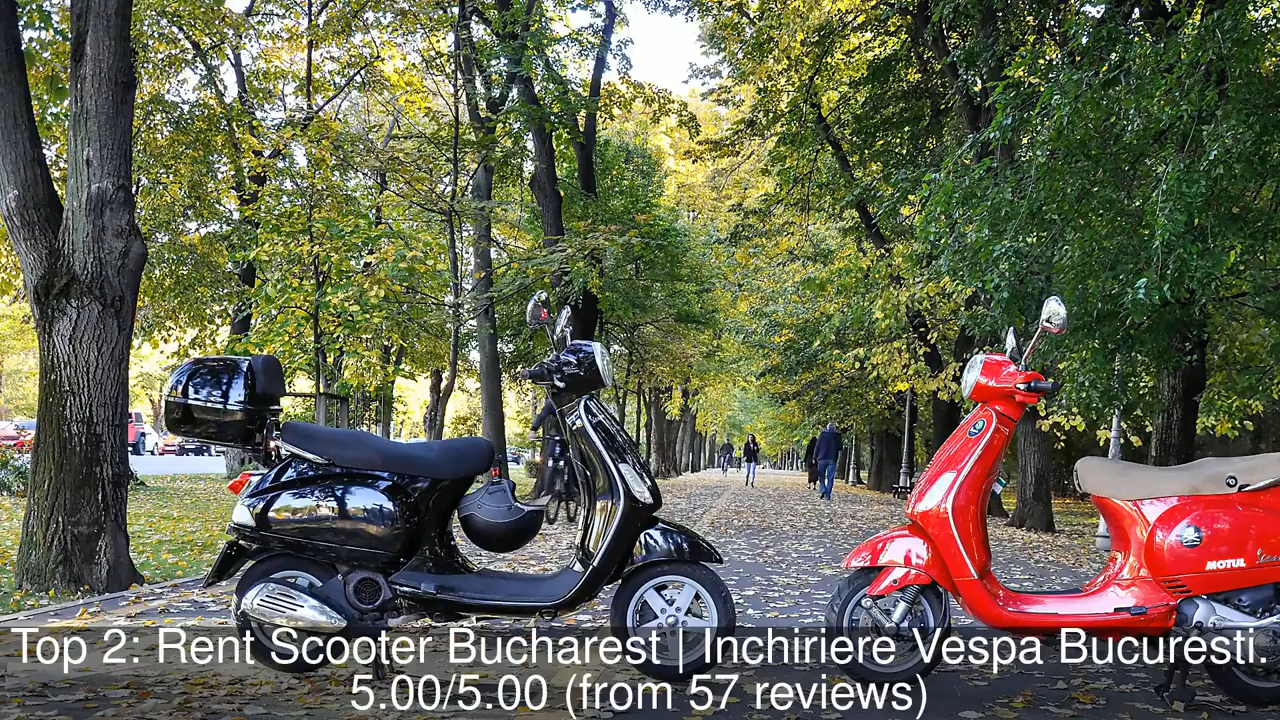 MOTUL
Top 2: Rent Scooter Bucharest | Inchiriere Vespa Bucuresti.
5.00/5.00 (from 57 reviews)